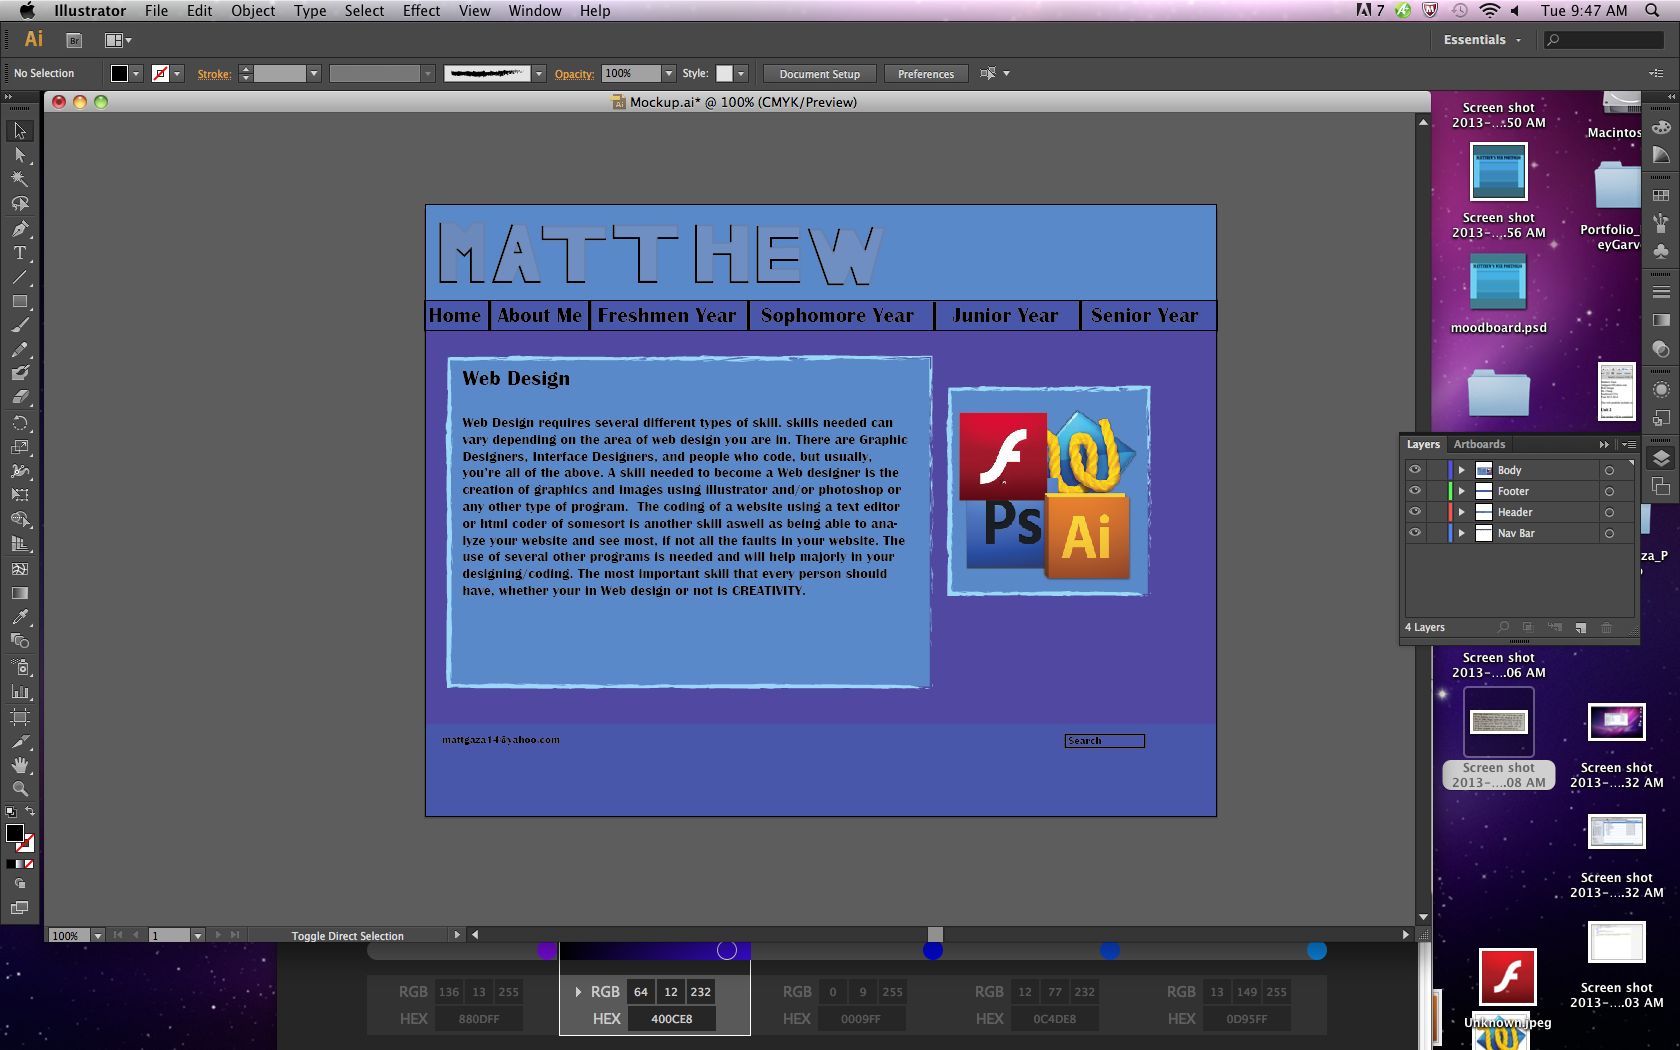 Illustrator File Edit Object Type Select Effect View Window Help
7 Tue 9:47 AM
Ai Br Essentials
No Selection Stroke: Opacity: 100% Style: Document Setup Preferences
Mockup.ai* @ 100% (CMYK/Preview)
MATTHEW
Home About Me Freshmen Year Sophomore Year Junior Year Senior Year
Web Design
Web Design requires several different types of skill. skills needed can
vary depending on the area of web design you are in. There are Graphic
Designers, Interface Designers, and people who code, but usually,
you're all of the above. A skill needed to become a Web designer is the
creation of graphics and images using illustrator and/or photoshop or
any other type of program. The coding of a website using a text editor
or html coder of somesort is another skill aswell as being able to ana-
lyze your website and see most, if not all the faults in your website. The
use of several other programs is needed and will help majorly in your
designing/coding. The most important skill that every person should
have, whether your in Web design or not is CREATIVITY.
Ps
Ai
mattgaza14@yahoo.com
Search
100% 1 Toggle Direct Selection
RGB 136 13 255
HEX 880DFF
RGB 64 12 232
HEX 400CE8
RGB 0 9 255
HEX 0009FF
RGB 12 77 232
HEX 0C4DE8
RGB 13 149 255
HEX 0D95FF
Screen shot
2013-....50 AM
Macintos
Screen shot
2013-....56 AM
Portfolio_
eyGarv
moodboard.psd
Layers Artboards
Body
Footer
Header
Nav Bar
4 Layers
za_P
Screen shot
2013-....06 AM
Screen shot
2013-....08 AM
Screen shot
2013-....32 AM
Screen shot
2013-....32 AM
Screen shot
2013-....03 AM
Unknown.jpeg